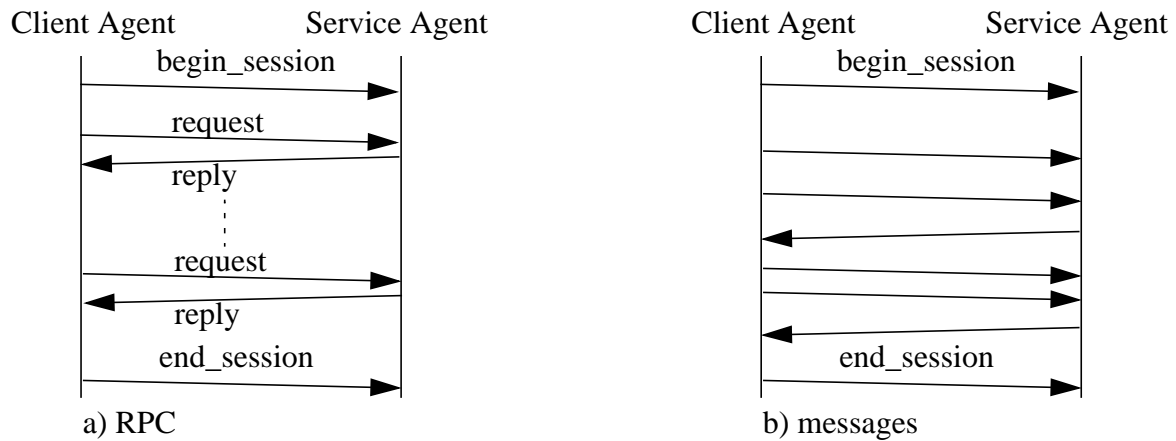 Client Agent Service Agent
begin_session
request
reply
request
reply
end_session
a) RPC
Client Agent Service Agent
begin_session
end_session
b) messages